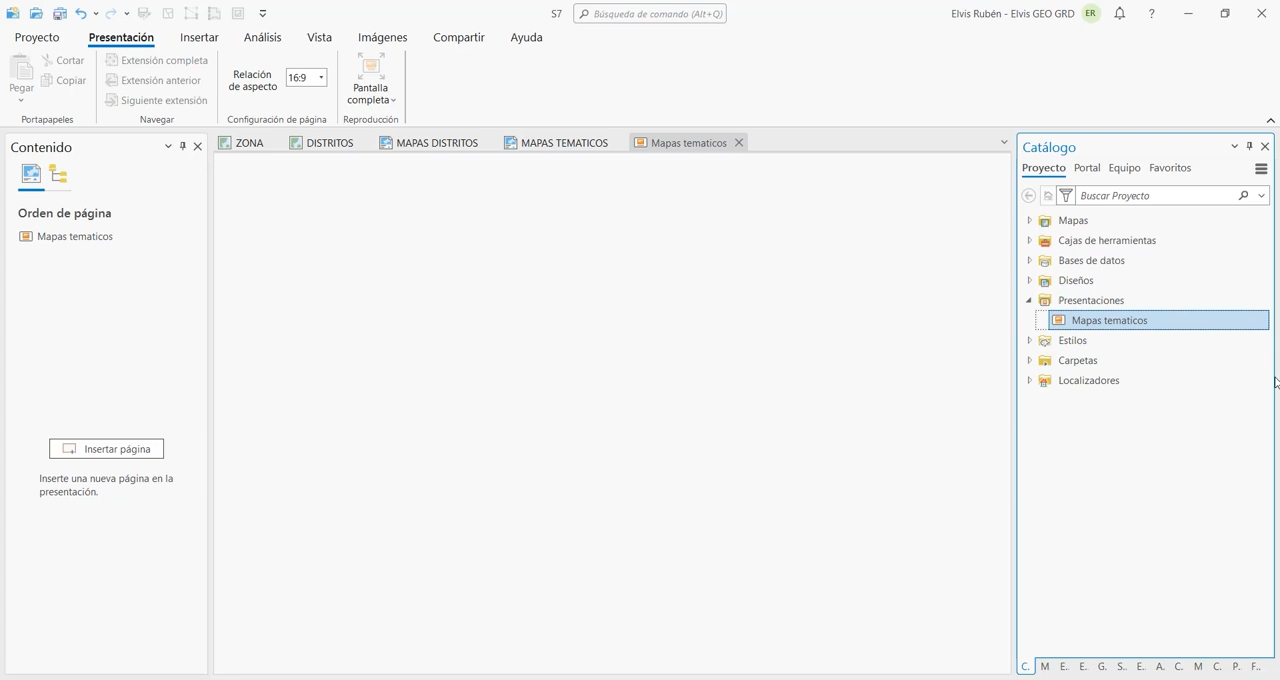 S7
Búsqueda de comando (Alt+Q)
Elvis Rubén - Elvis GEO GRD
ER
?
Proyecto
Presentación
Insertar
Análisis
Vista
Imágenes
Compartir
Ayuda
Pegar
Cortar
Copiar
Portapapeles
Extensión completa
Extensión anterior
Siguiente extensión
Navegar
Relación
de aspecto
16:9
Configuración de página
Pantalla
completa
Reproducción
Contenido
Orden de página
Mapas tematicos
Insertar página
Inserte una nueva página en la
presentación.
ZONA
DISTRITOS
MAPAS DISTRITOS
MAPAS TEMATICOS
Mapas tematicos
Catálogo
Proyecto
Portal
Equipo
Favoritos
Buscar Proyecto
Mapas
Cajas de herramientas
Bases de datos
Diseños
Presentaciones
Mapas tematicos
Estilos
Carpetas
Localizadores
C. M E. E. G. S.. E. A. C. M C. P. F..